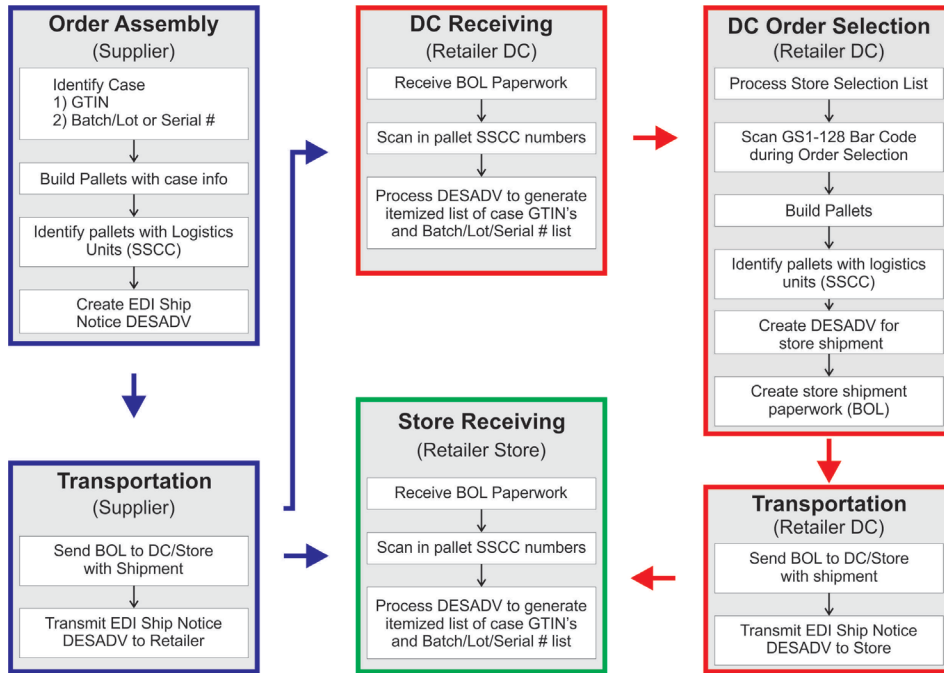 Order Assembly
(Supplier)
Identify Case
1) GTIN
2) Batch/Lot or Serial #
Build Pallets with case info
Identify pallets with Logistics
Units (SSCC)
Create EDI Ship
Notice DESADV
Transportation
(Supplier)
Send BOL to DC/Store
with Shipment
Transmit EDI Ship Notice
DESADV to Retailer
DC Receiving
(Retailer DC)
Receive BOL Paperwork
Scan in pallet SSCC numbers
Process DESADV to generate
itemized list of case GTIN's
and Batch/Lot/Serial # list
Store Receiving
(Retailer Store)
Receive BOL Paperwork
Scan in pallet SSCC numbers
Process DESADV to generate
itemized list of case GTIN's
and Batch/Lot/Serial # list
DC Order Selection
(Retailer DC)
Process Store Selection List
Scan GS1-128 Bar Code
during Order Selection
Build Pallets
Identify pallets with logistics
units (SSCC)
Create DESADV for
store shipment
Create store shipment
paperwork (BOL)
Transportation
(Retailer DC)
Send BOL to DC/Store
with shipment
Transmit EDI Ship Notice
DESADV to Store